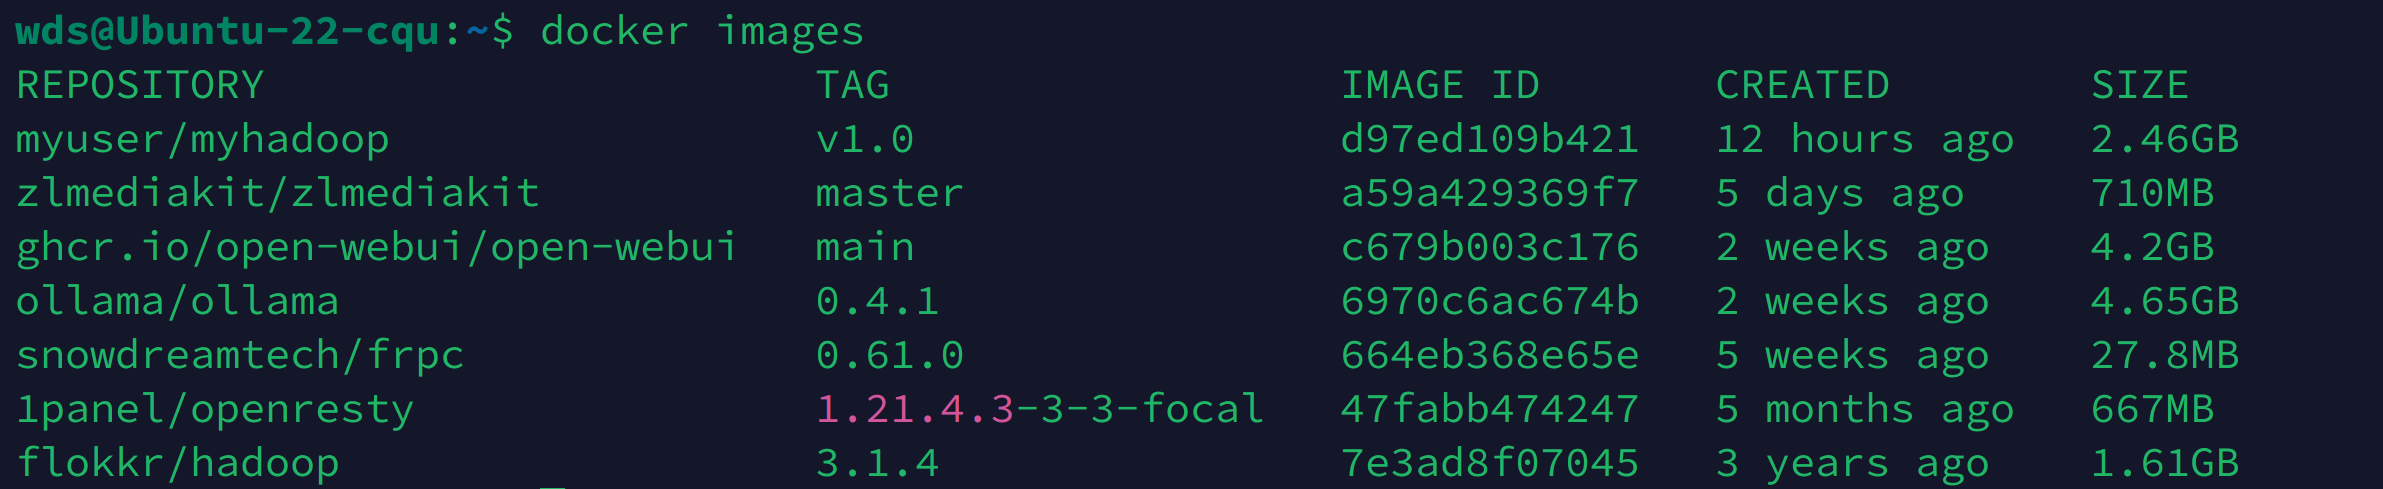 wds@Ubuntu-22-cqu:~$ docker images
REPOSITORY TAG IMAGE ID CREATED SIZE
myuser/myhadoop v1.0 d97ed109b421 12 hours ago 2.46GB
zlmediakit/zlmediakit master a59a429369f7 5 days ago 710MB
ghcr.io/open-webui/open-webui main c679b003c176 2 weeks ago 4.2GB
ollama/ollama 0.4.1 6970c6ac674b 2 weeks ago 4.65GB
snowdreamtech/frpc 0.61.0 664eb368e65e 5 weeks ago 27.8MB
1panel/openresty 1.21.4.3-3-3-focal 47fabb474247 5 months ago 667MB
flokkr/hadoop 3.1.4 7e3ad8f07045 3 years ago 1.61GB